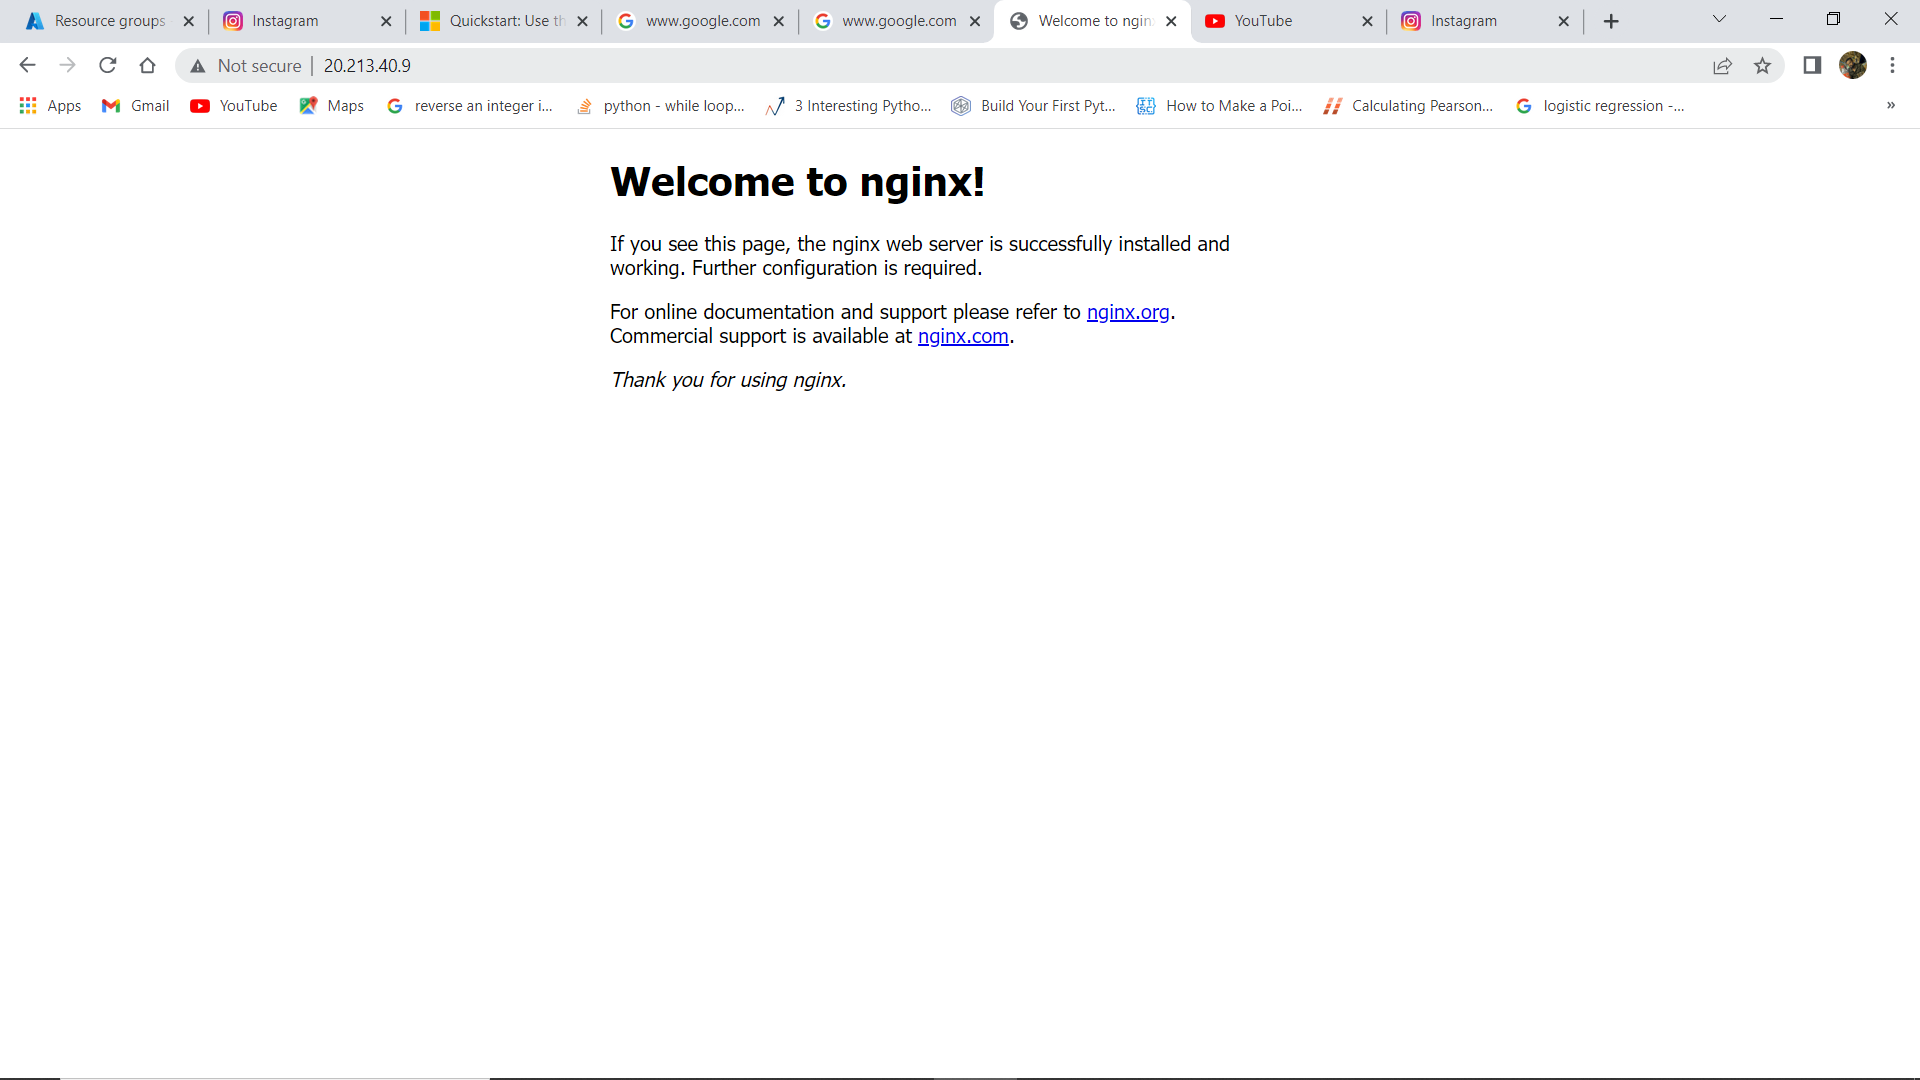 Resource groups
Instagram
Quickstart: Use th
www.google.com
www.google.com
Welcome to ngin
YouTube
Instagram
Not secure
20.213.40.9
Apps
Gmail
YouTube
Maps
reverse an integer i...
python - while loop...
3 Interesting Pytho...
Build Your First Pyt...
How to Make a Poi...
Calculating Pearson...
logistic regression -...
»
Welcome to nginx!
If you see this page, the nginx web server is successfully installed and
working. Further configuration is required.
For online documentation and support please refer to nginx.org.
Commercial support is available at nginx.com.
Thank you for using nginx.